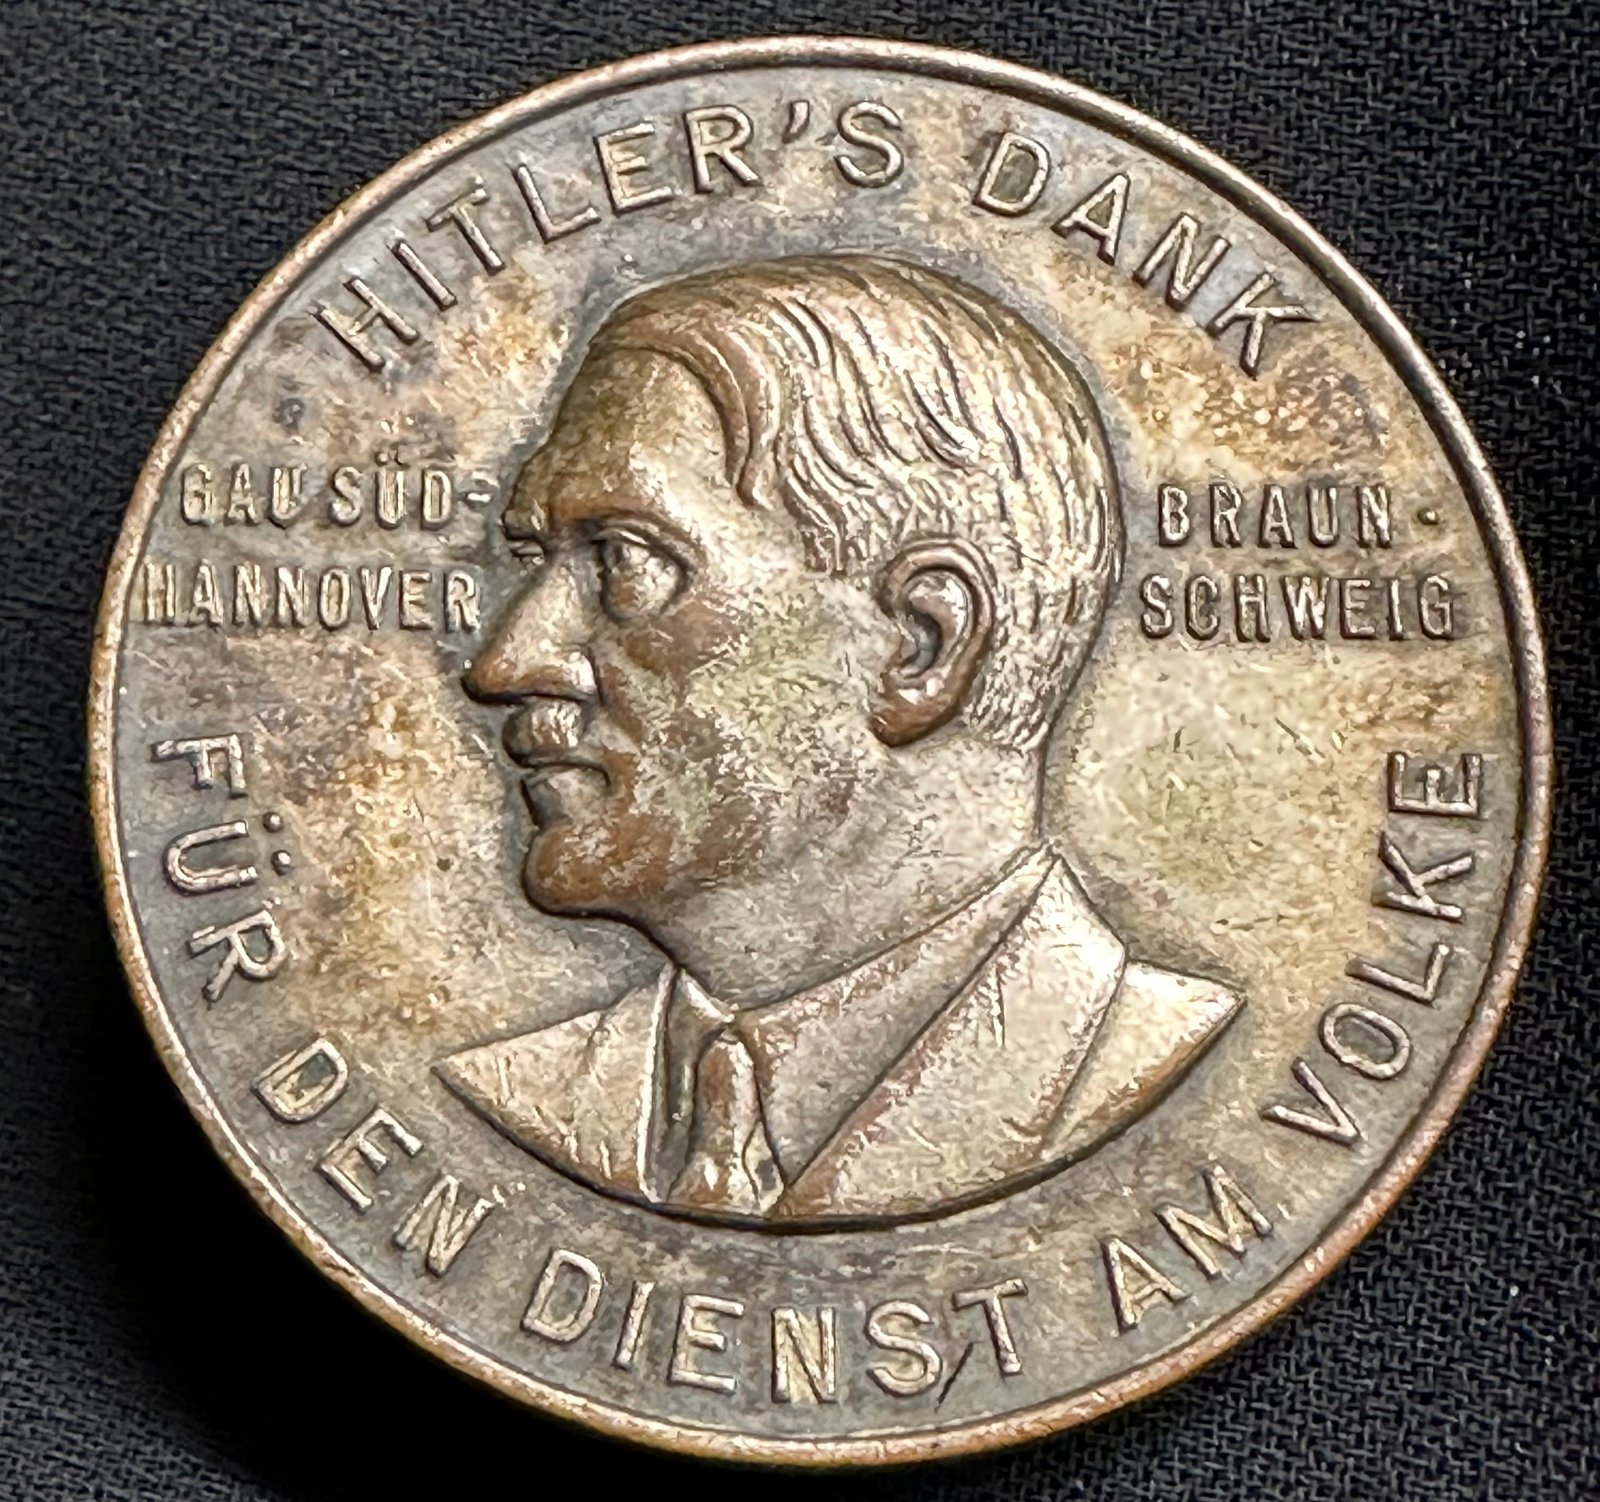 HITLER'S DANK
GAU SÜD-
HANNOVER
BRAUN
SCHWEIG
FÜR DEN DIENST AM VOLKE